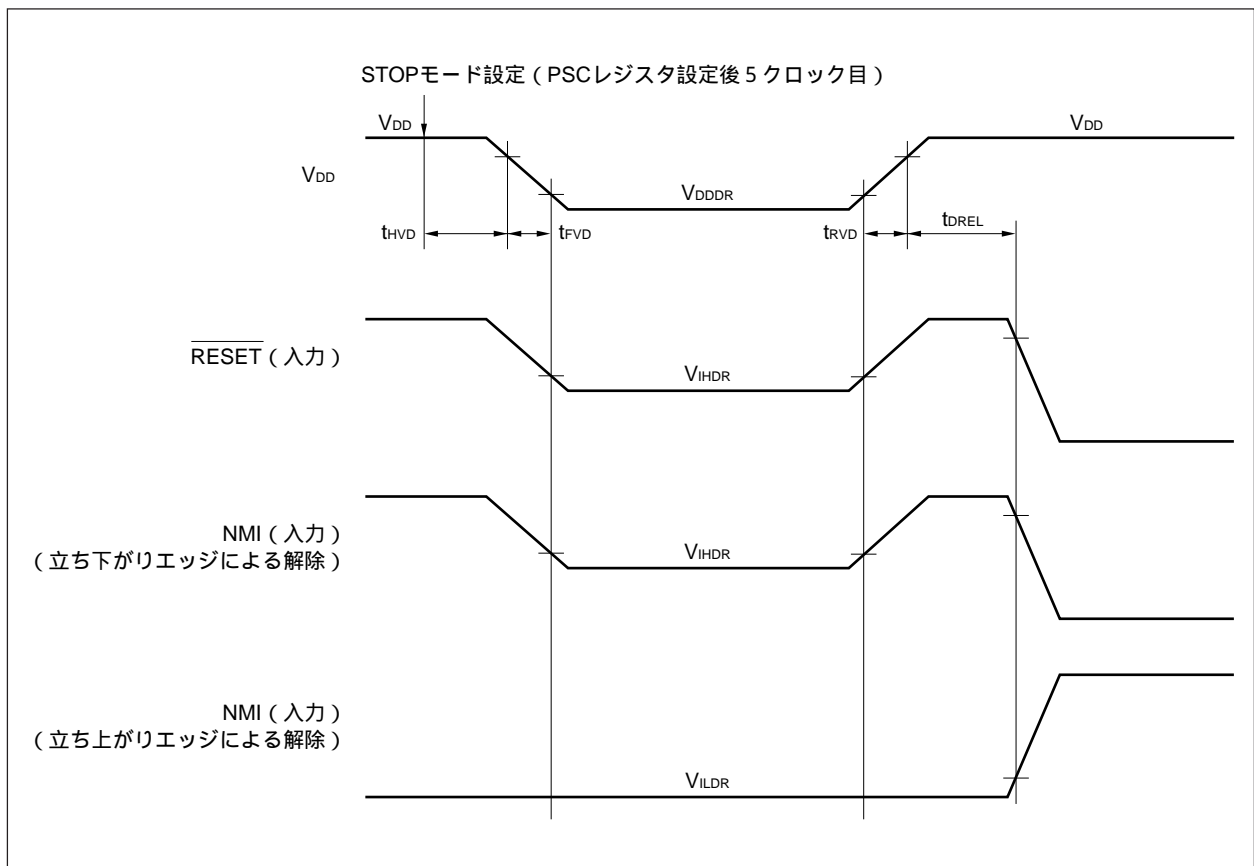 STOPモード設定（PSCレジスタ設定後5クロック目）
VDD
VDD
VDD
VDDDR
tHVD
tFVD
tRVD
tDREL
RESET（入力）
VIHDR
NMI（入力）
（立ち下がりエッジによる解除）
VIHDR
NMI（入力）
（立ち上がりエッジによる解除）
VILDR